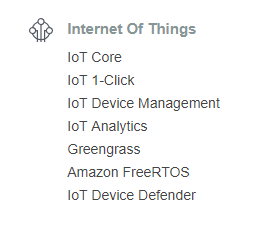 Internet Of Things
IoT Core
IoT 1-Click
IoT Device Management
IoT Analytics
Greengrass
Amazon FreeRTOS
IoT Device Defender